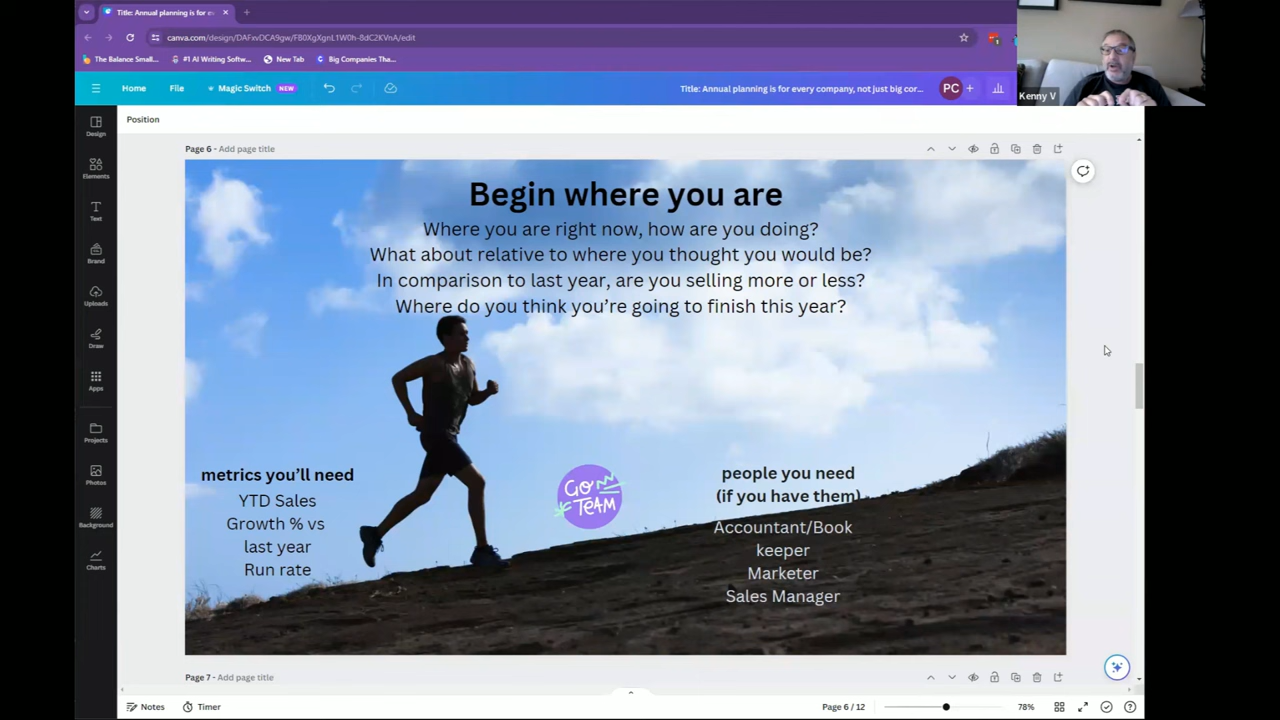 Title: Annual planning is for ev
canva.com/design/DAFxvDCA9gw/F80XgXgnL1W0h-8dC2KVnA/edit
The Balance Small...
#1 AI Writing Softw...
New Tab
Big Companies Tha...
Kenny V
Home
File
Magic Switch
NEW
Title: Annual planning is for every company, not just big cor...
PC
Position
Design
Elements
Text
Brand
Uploads
Draw
Apps
Projects
Photos
Background
Charts
Page 6 - Add page title
Begin where you are
Where you are right now, how are you doing?
What about relative to where you thought you would be?
In comparison to last year, are you selling more or less?
Where do you think you’re going to finish this year?
metrics you’ll need
YTD Sales
Growth % vs
last year
Run rate
GO
TEAM
people you need
(if you have them)
Accountant/Book
keeper
Marketer
Sales Manager
Page 7 - Add page title
Notes
Timer
Page 6 / 12
78%